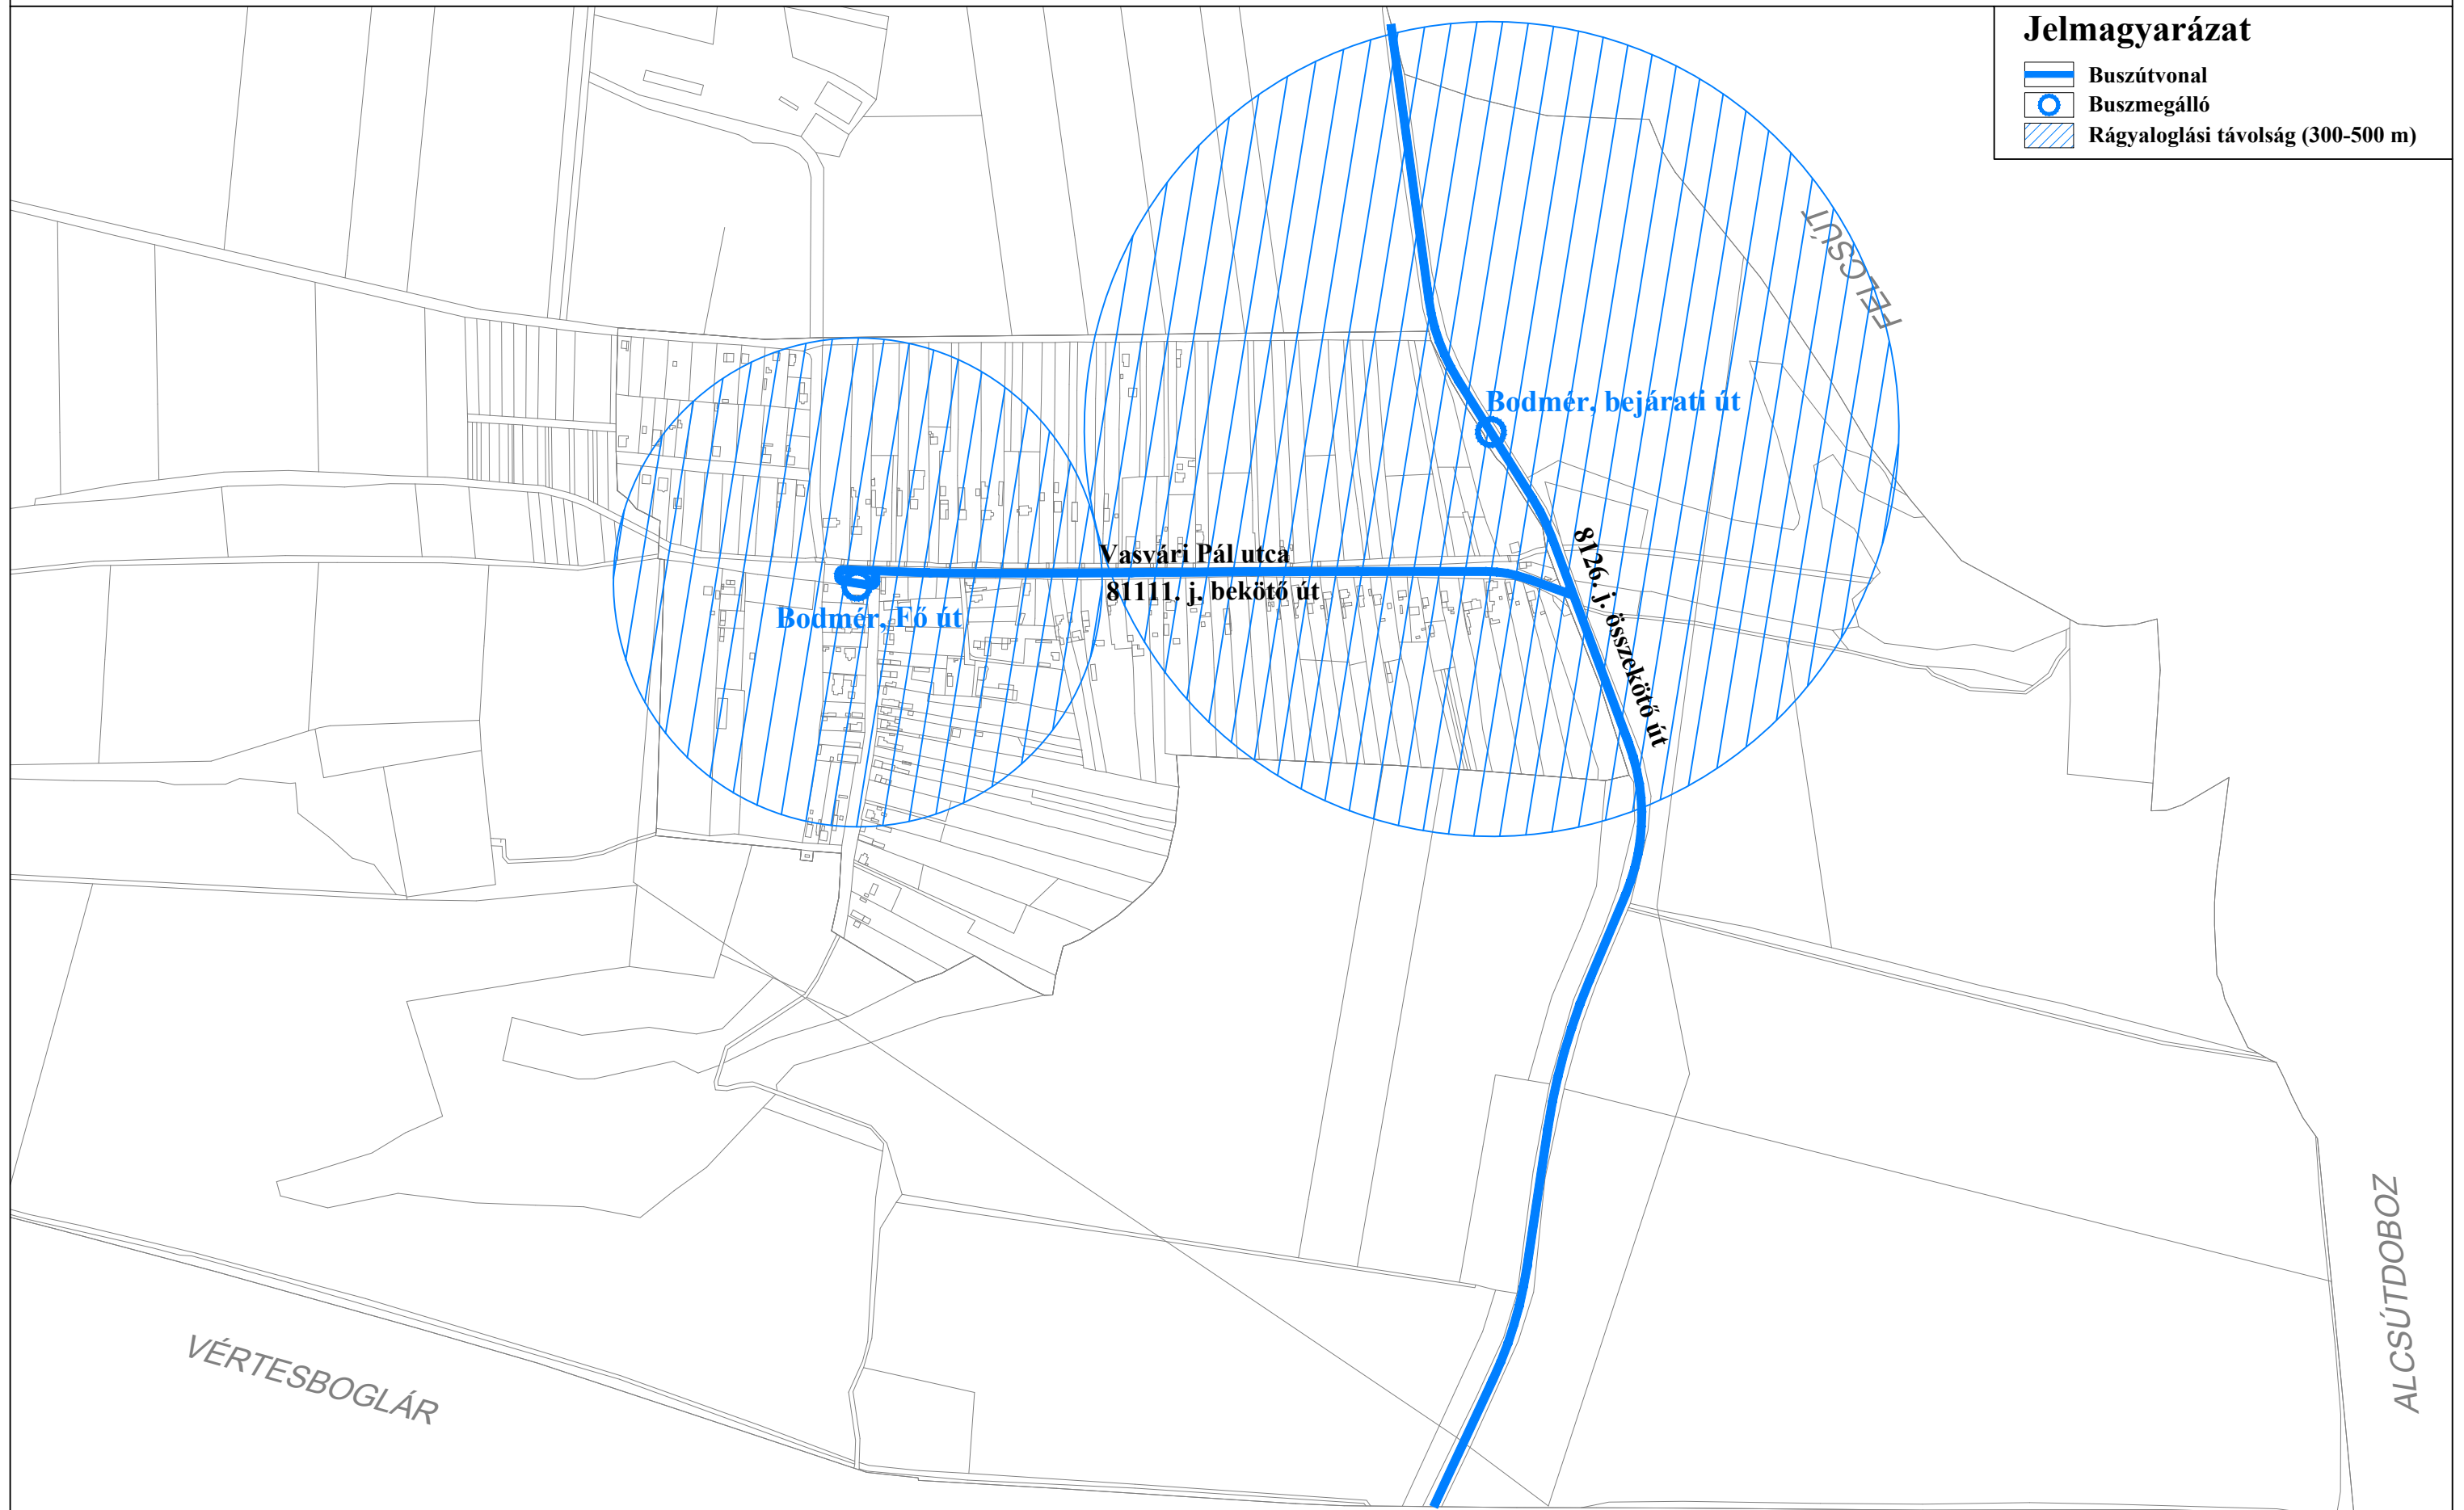 Jelmagyarázat
Buszútvonal
Buszmegálló
Rágyaloglási távolság (300-500 m)
FELCSÚT
Bodmér, bejárati út
Vasvári Pál utca
81111. j. bekötő út
8126. j. összekötő út
Bodmér, Fő út
VÉRTESBOGLÁR
ALCSÚTDOBOZ